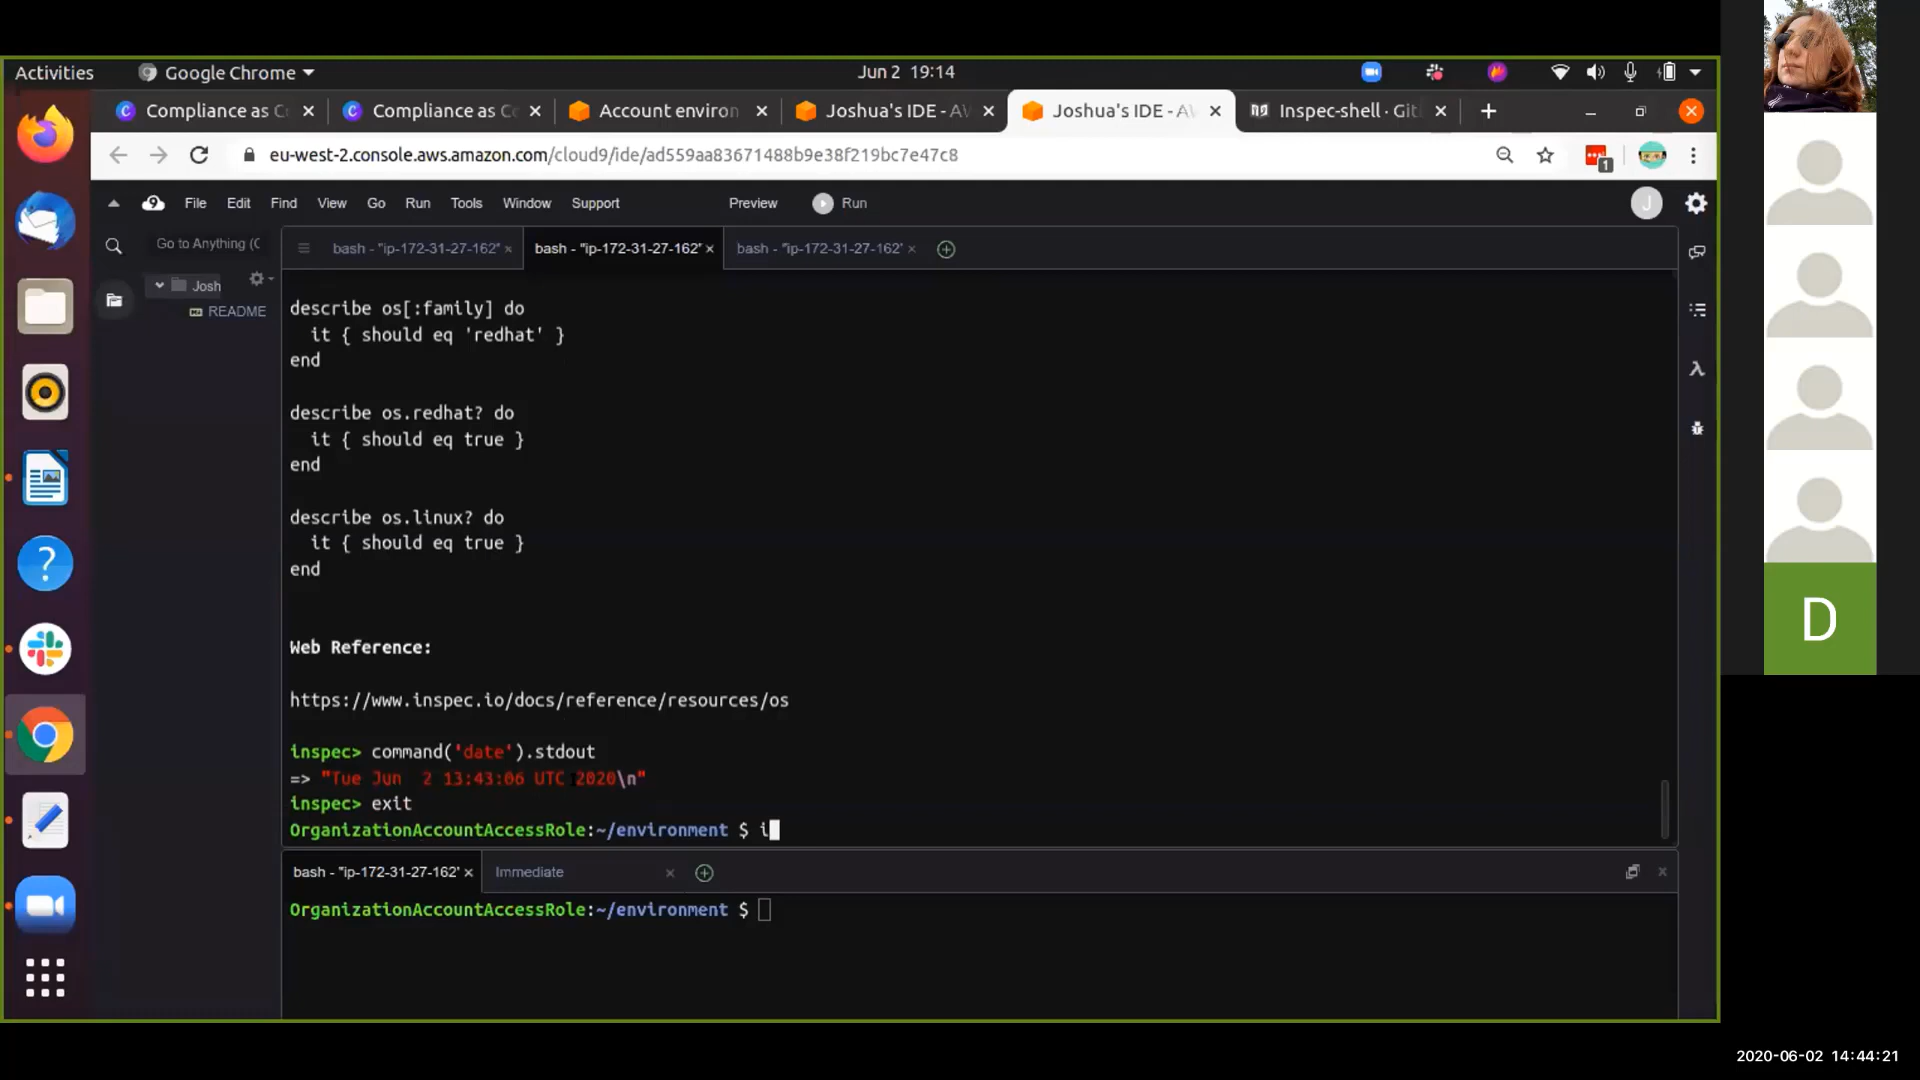 Activities
Google Chrome
Jun 2 19:14
Compliance as C
Compliance as C
Account environ
Joshua's IDE - AW
Joshua's IDE - AW
Inspec-shell · Git
eu-west-2.console.aws.amazon.com/cloud9/ide/ad559aa83671488b9e38f219bc7e47c8
1
9
File
Edit
Find
View
Go
Run
Tools
Window
Support
Preview
Run
J
Go to Anything (C
bash - "ip-172-31-27-162"
bash - "ip-172-31-27-162"
bash - "ip-172-31-27-162"
Josh
README
describe os[:family] do
it { should eq 'redhat' }
end
describe os.redhat? do
it { should eq true }
end
describe os.linux? do
it { should eq true }
end
Web Reference:
https://www.inspec.io/docs/reference/resources/os
inspec> command('date').stdout
=> "Tue Jun  2 13:43:06 UTC 2020\n"
inspec> exit
OrganizationAccountAccessRole:~/environment $ i
bash - "ip-172-31-27-162"
Immediate
OrganizationAccountAccessRole:~/environment $
D
2020-06-02 14:44:21